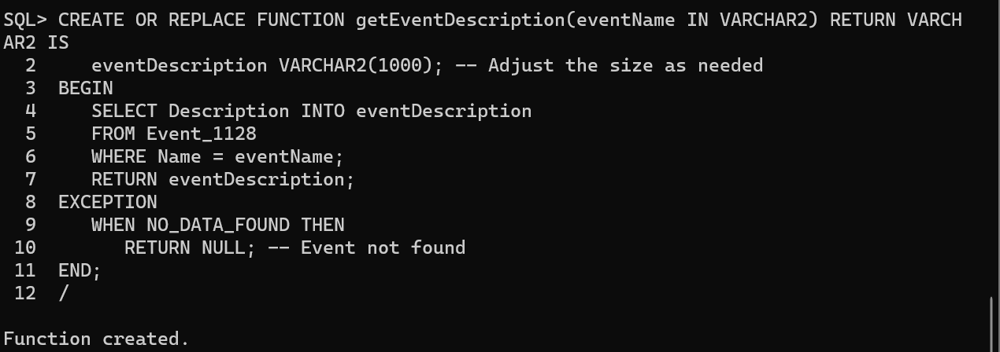 SQL> CREATE OR REPLACE FUNCTION getEventDescription(eventName IN VARCHAR2) RETURN VARCH
AR2 IS
  2     eventDescription VARCHAR2(1000); -- Adjust the size as needed
  3  BEGIN
  4     SELECT Description INTO eventDescription
  5     FROM Event_1128
  6     WHERE Name = eventName;
  7     RETURN eventDescription;
  8  EXCEPTION
  9     WHEN NO_DATA_FOUND THEN
 10        RETURN NULL; -- Event not found
 11  END;
 12  /
Function created.